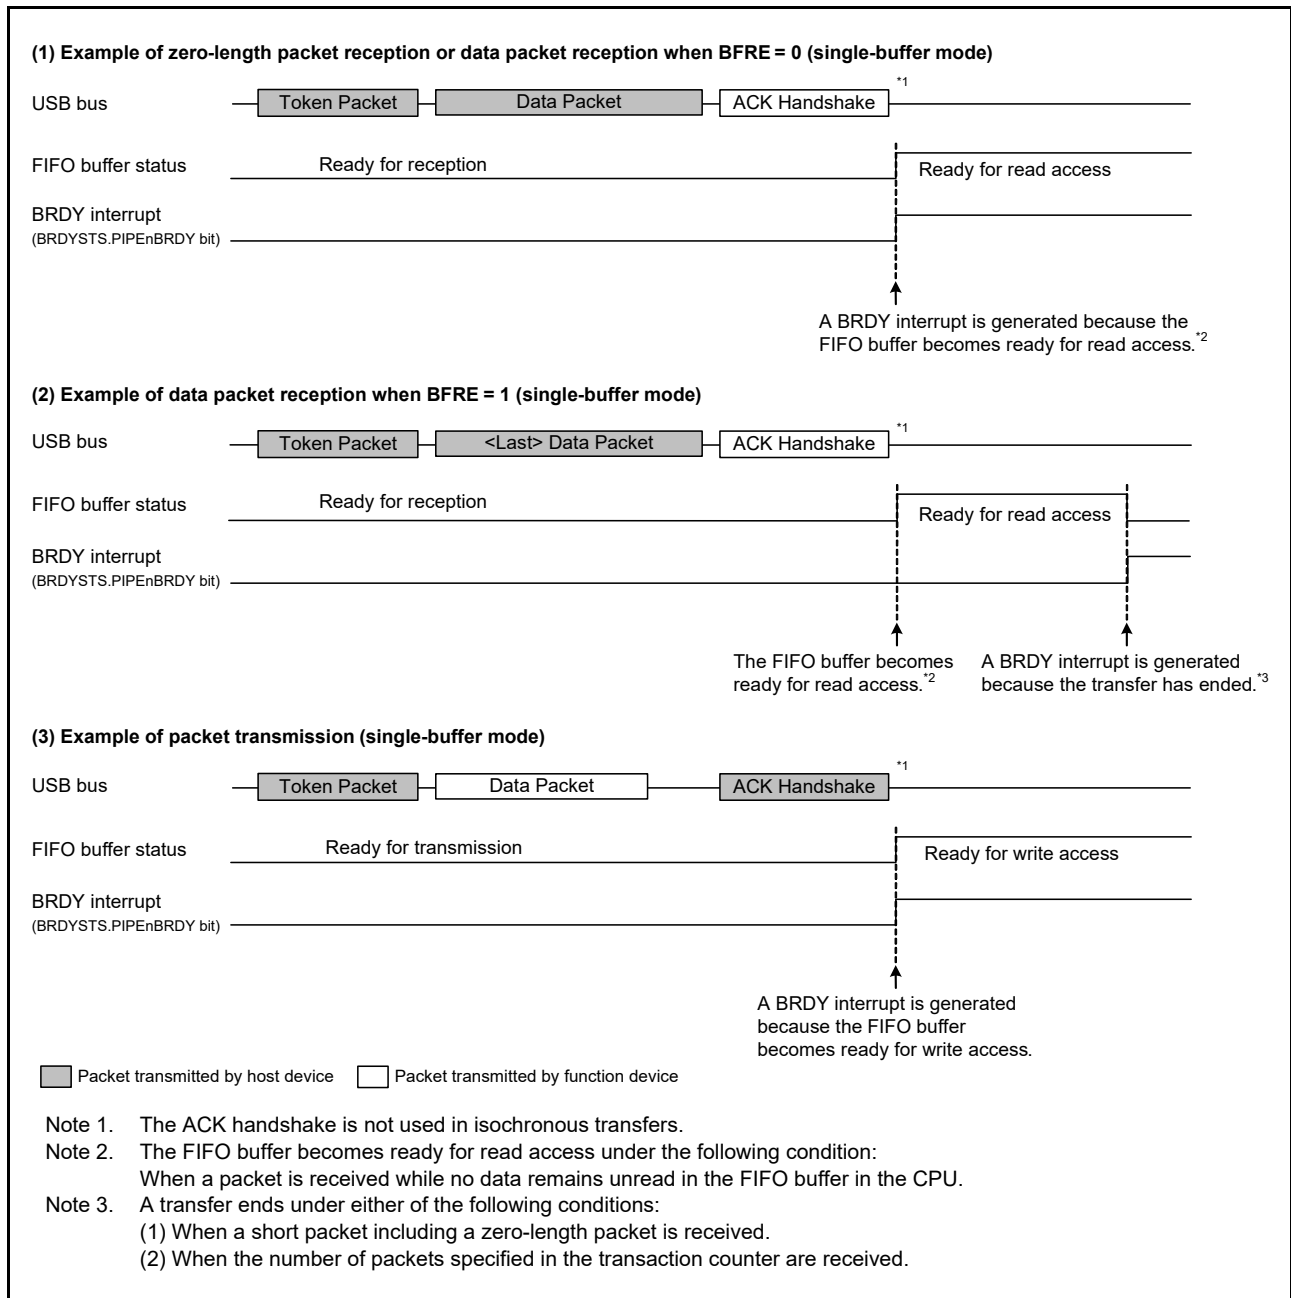 (1) Example of zero-length packet reception or data packet reception when BFRE = 0 (single-buffer mode)
USB bus Token Packet Data Packet ACK Handshake *1
FIFO buffer status Ready for reception Ready for read access
BRDY interrupt
(BRDYSTS.PIPEnBRDY bit)
A BRDY interrupt is generated because the
FIFO buffer becomes ready for read access.*2
(2) Example of data packet reception when BFRE = 1 (single-buffer mode)
USB bus Token Packet <Last> Data Packet ACK Handshake *1
FIFO buffer status Ready for reception Ready for read access
BRDY interrupt
(BRDYSTS.PIPEnBRDY bit)
The FIFO buffer becomes
ready for read access.*2
A BRDY interrupt is generated
because the transfer has ended.*3
(3) Example of packet transmission (single-buffer mode)
USB bus Token Packet Data Packet ACK Handshake *1
FIFO buffer status Ready for transmission Ready for write access
BRDY interrupt
(BRDYSTS.PIPEnBRDY bit)
A BRDY interrupt is generated
because the FIFO buffer
becomes ready for write access.
Packet transmitted by host device Packet transmitted by function device
Note 1. The ACK handshake is not used in isochronous transfers.
Note 2. The FIFO buffer becomes ready for read access under the following condition:
When a packet is received while no data remains unread in the FIFO buffer in the CPU.
Note 3. A transfer ends under either of the following conditions:
(1) When a short packet including a zero-length packet is received.
(2) When the number of packets specified in the transaction counter are received.